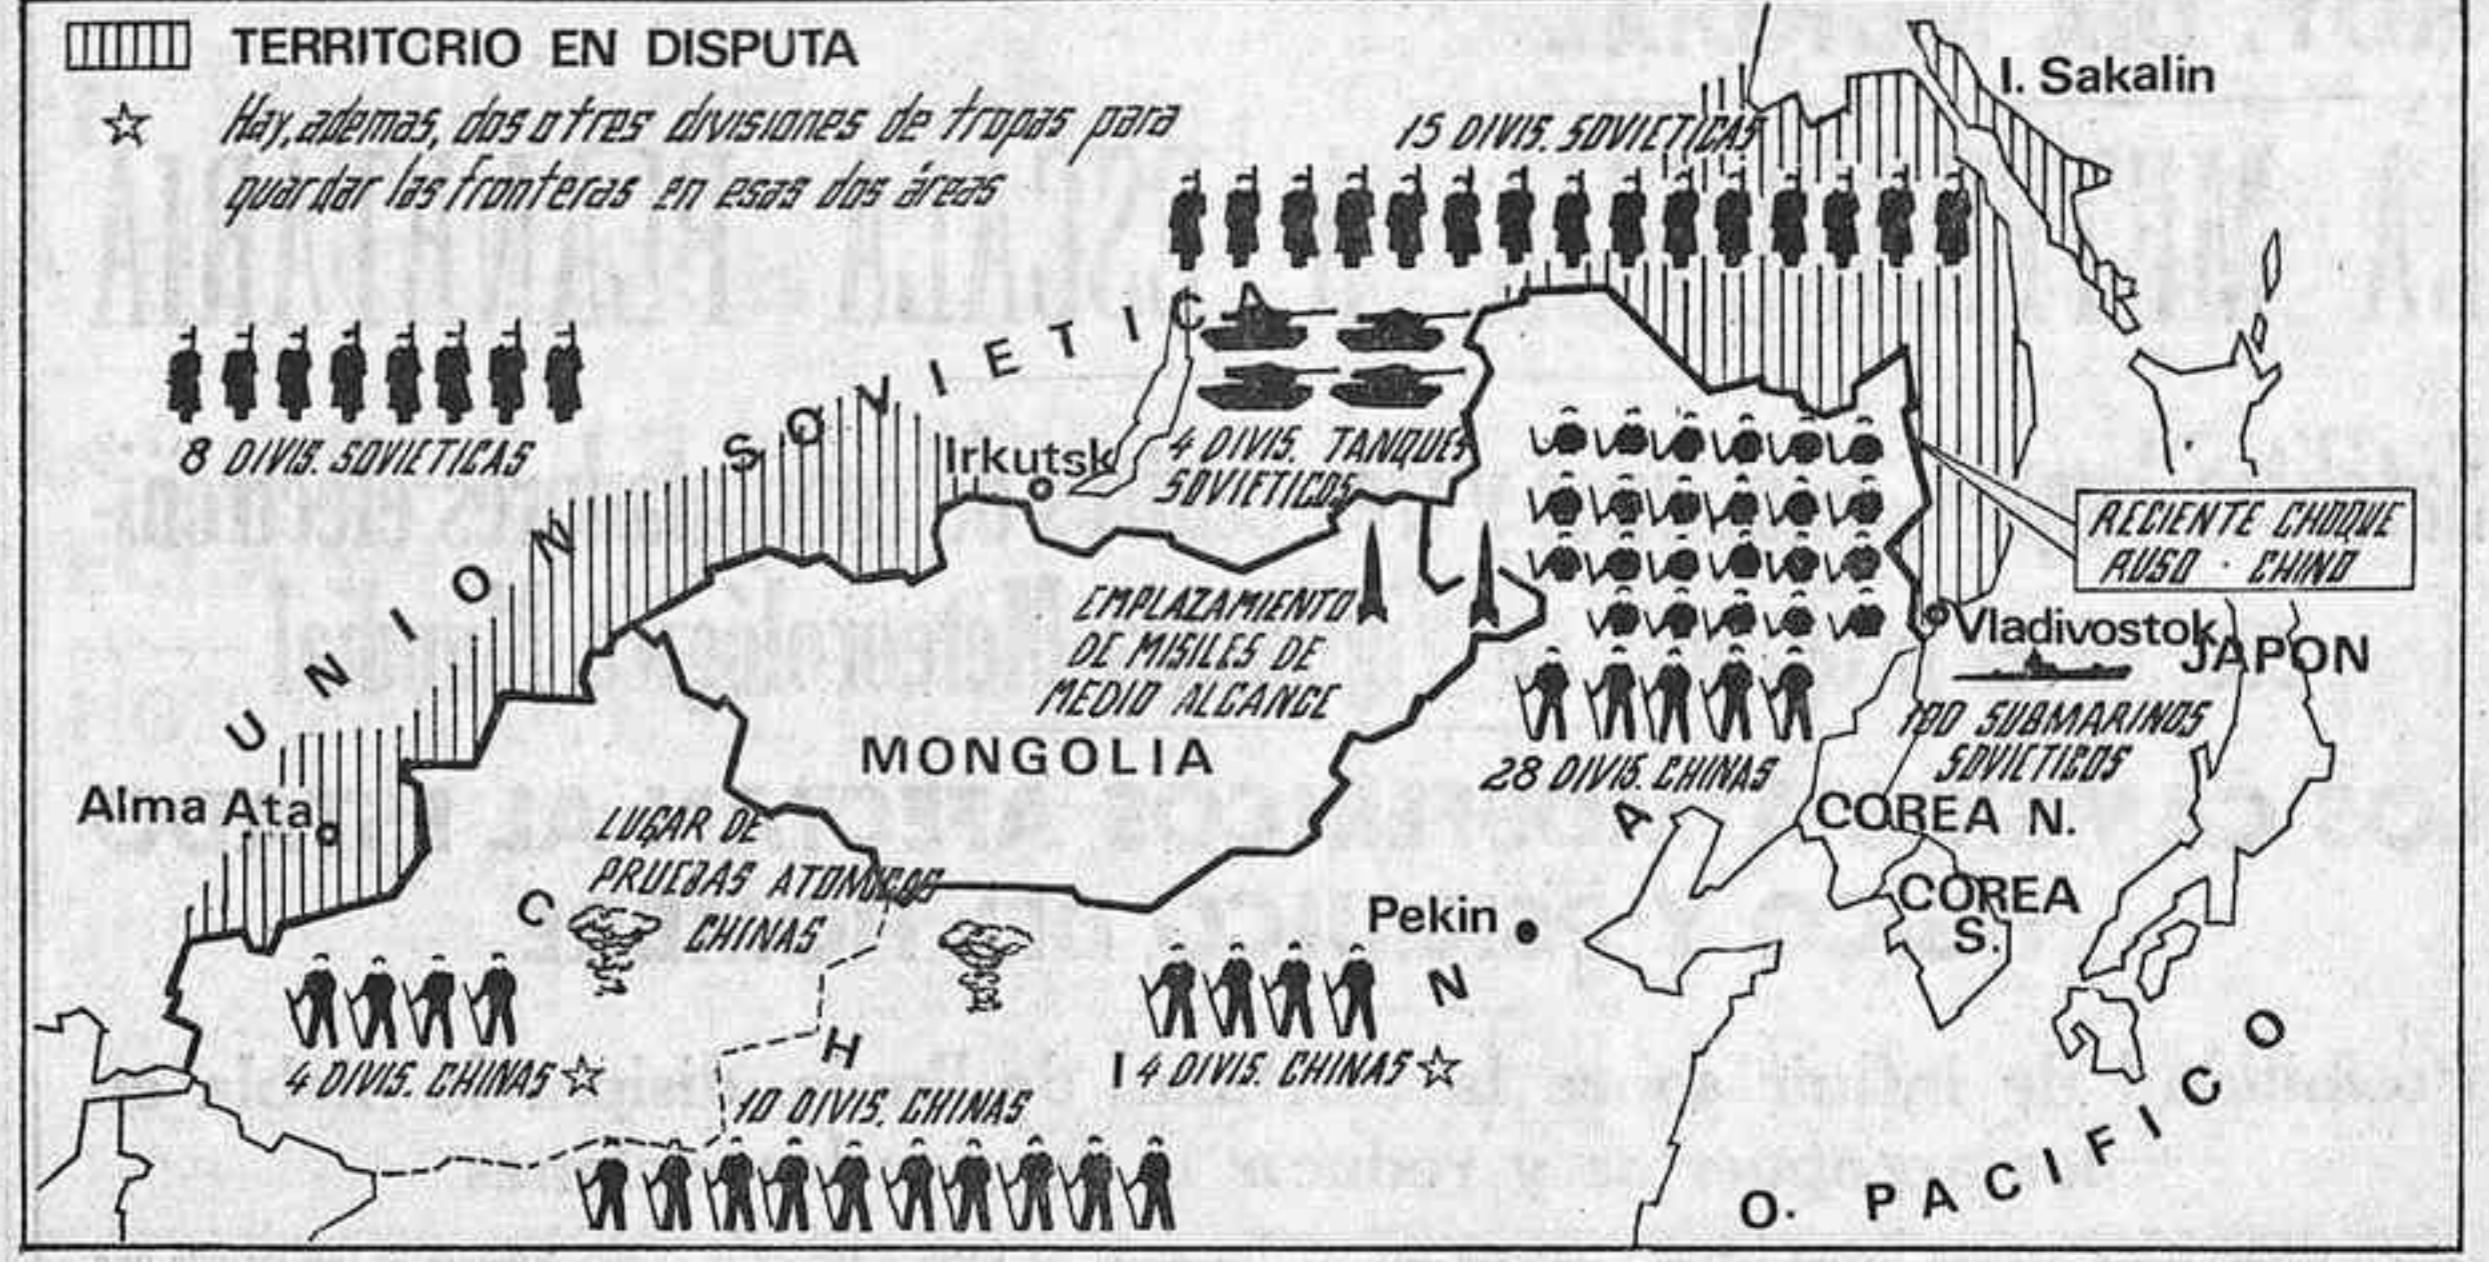 TERRITCRIO EN DISPUTA
☆ Hay, ademas, dos o tres divisiones de tropas para
guardar las fronteras en esas dos áreas
I. Sakalin
15 DIVIS. SOVIETICAS
8 DIVIS. SOVIETICAS
UNION SOVIETICA
Irkutsk
4 DIVIS. TANQUES
SOVIETICOS
RECIENTE CHOQUE
RUSO - CHINO
EMPLAZAMIENTO
DE MISILES DE
MEDIO ALCANCE
MONGOLIA
Vladivostok
JAPON
SUBMARINOS
SOVIETICOS
28 DIVIS. CHINAS
Alma Ata
LUGAR DE
PRUEBAS ATOMICAS
CHINAS
COREA N.
COREA
S.
Pekin
CHINA
4 DIVIS. CHINAS ☆
4 DIVIS. CHINAS ☆
10 DIVIS. CHINAS
O. PACIFICO